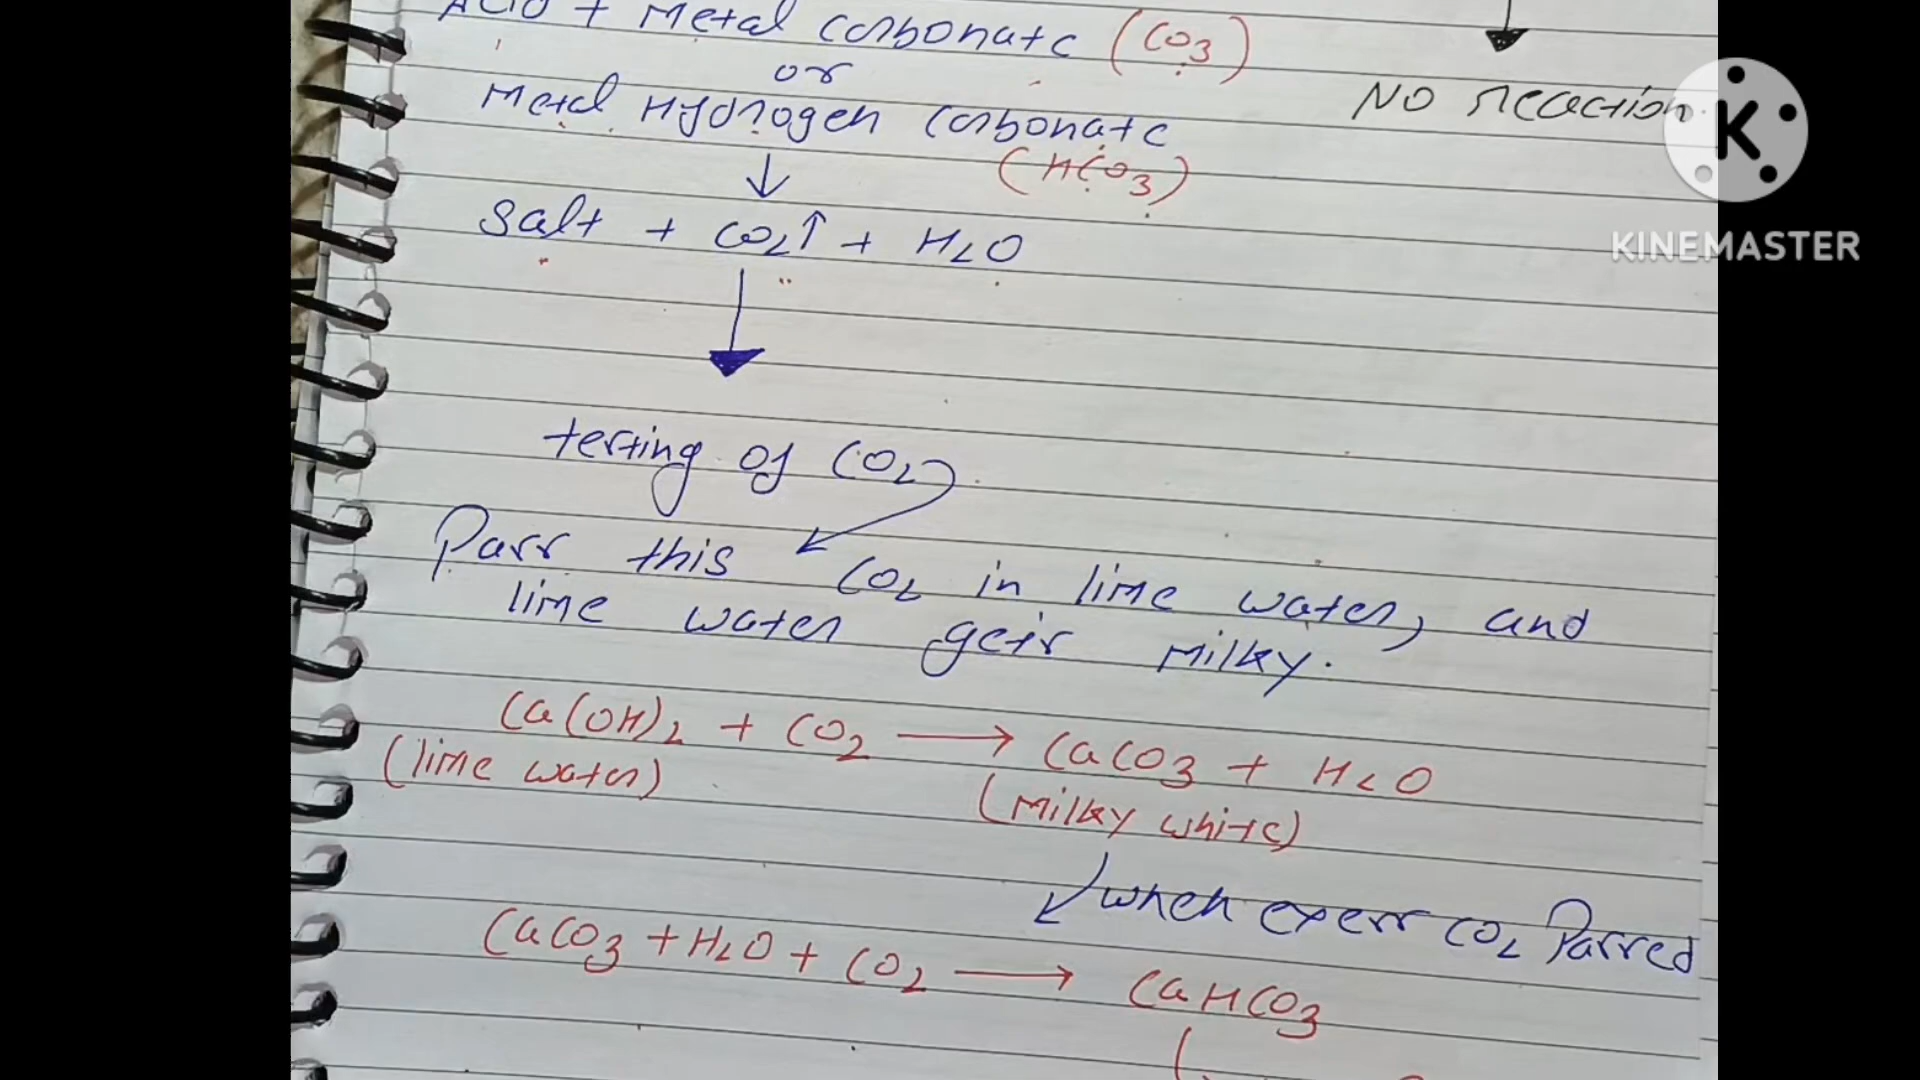 Acid + Metal Carbonate (CO3)
or
Metal Hydrogen Carbonate
(HCO3)
No Reaction
Salt + CO2↑ + H2O
testing of CO2
Pass this CO2 in lime water, and
lime water gets milky.
Ca(OH)2 + CO2 → CaCO3 + H2O
(lime water)
(Milky white)
when exess CO2 Passed
CaCO3 + H2O + CO2 → CaHCO3
K
KINEMASTER